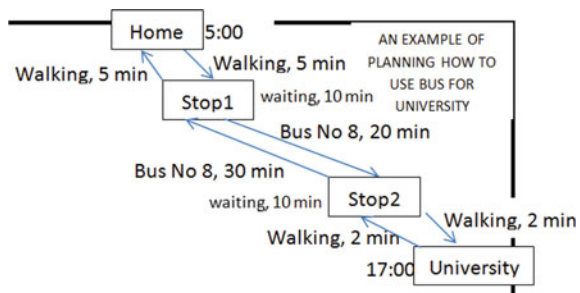 Home 5:00
AN EXAMPLE OF
PLANNING HOW TO
USE BUS FOR
UNIVERSITY
Walking, 5 min
Walking, 5 min
Stop1
waiting, 10 min
Bus No 8, 20 min
Bus No 8, 30 min
waiting, 10 min
Stop2
Walking, 2 min
Walking, 2 min
17:00 University